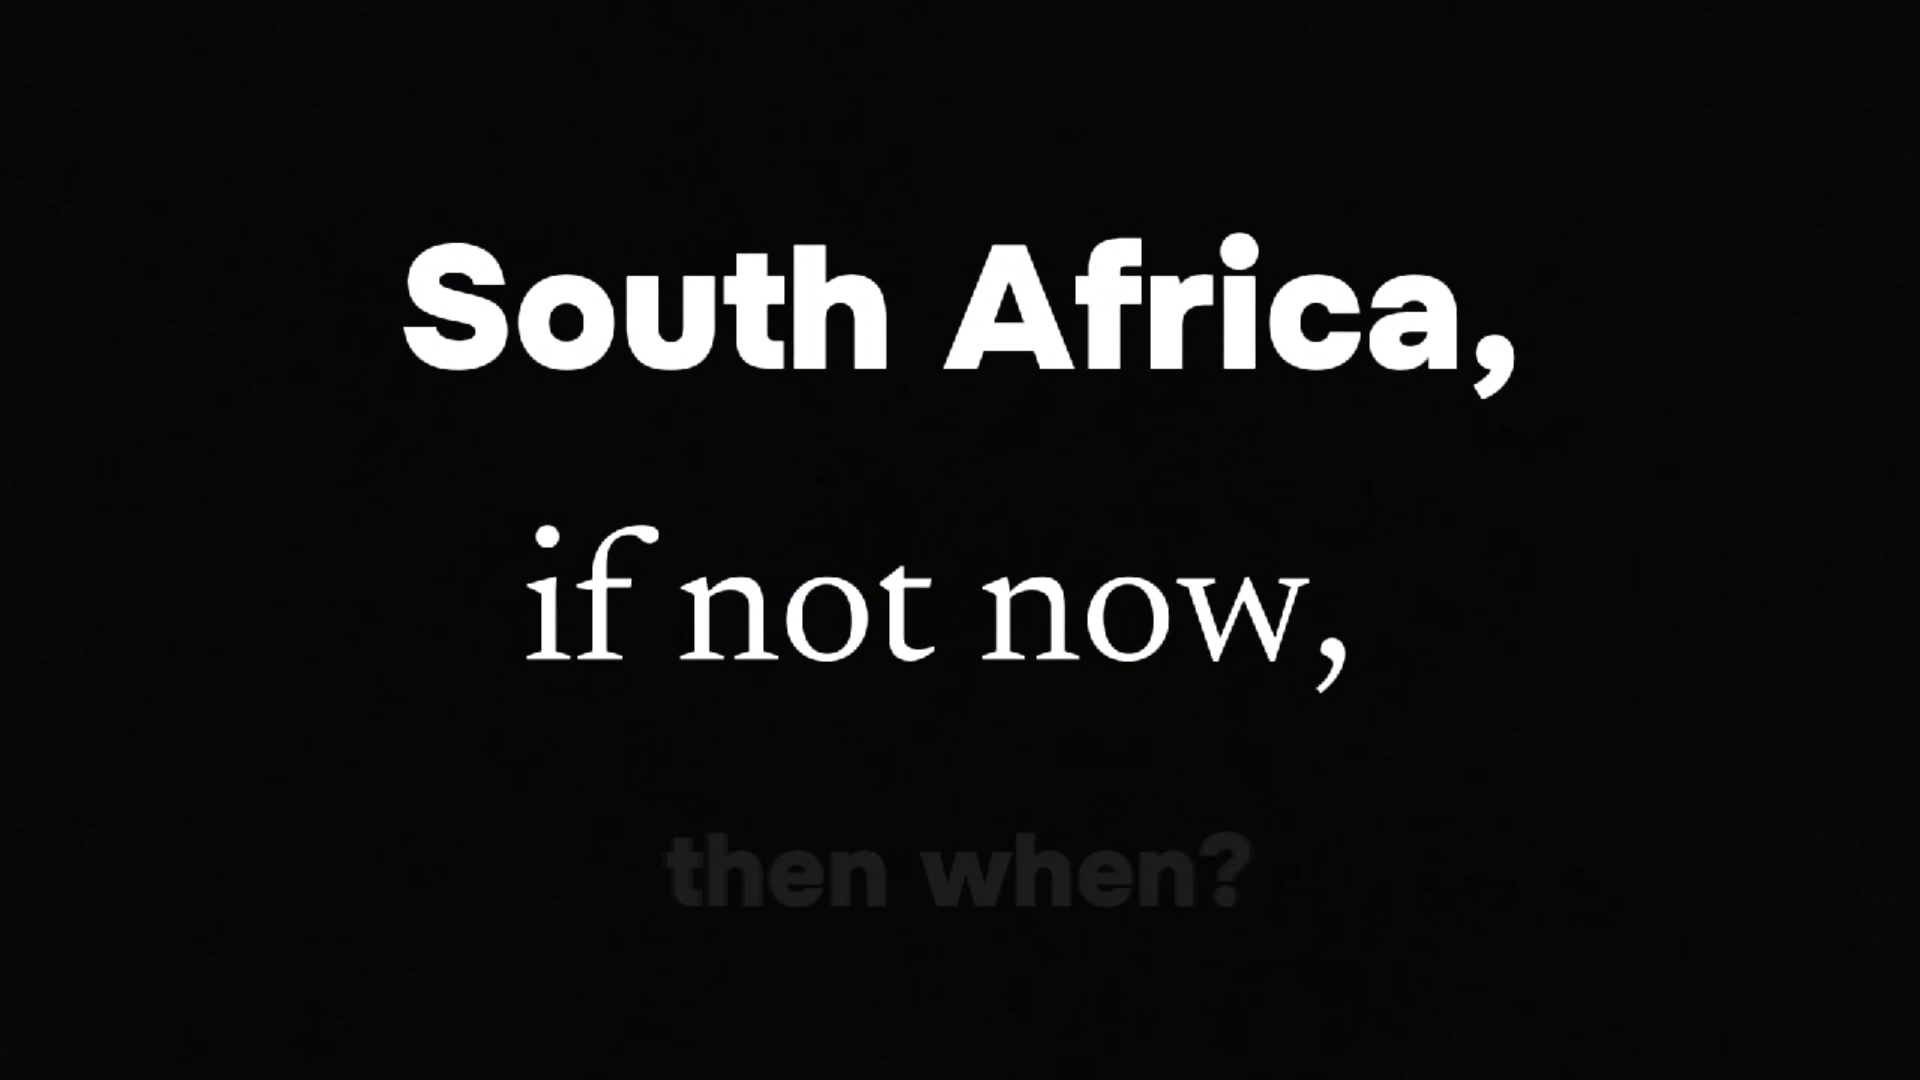 South Africa,
if not now,
then when?